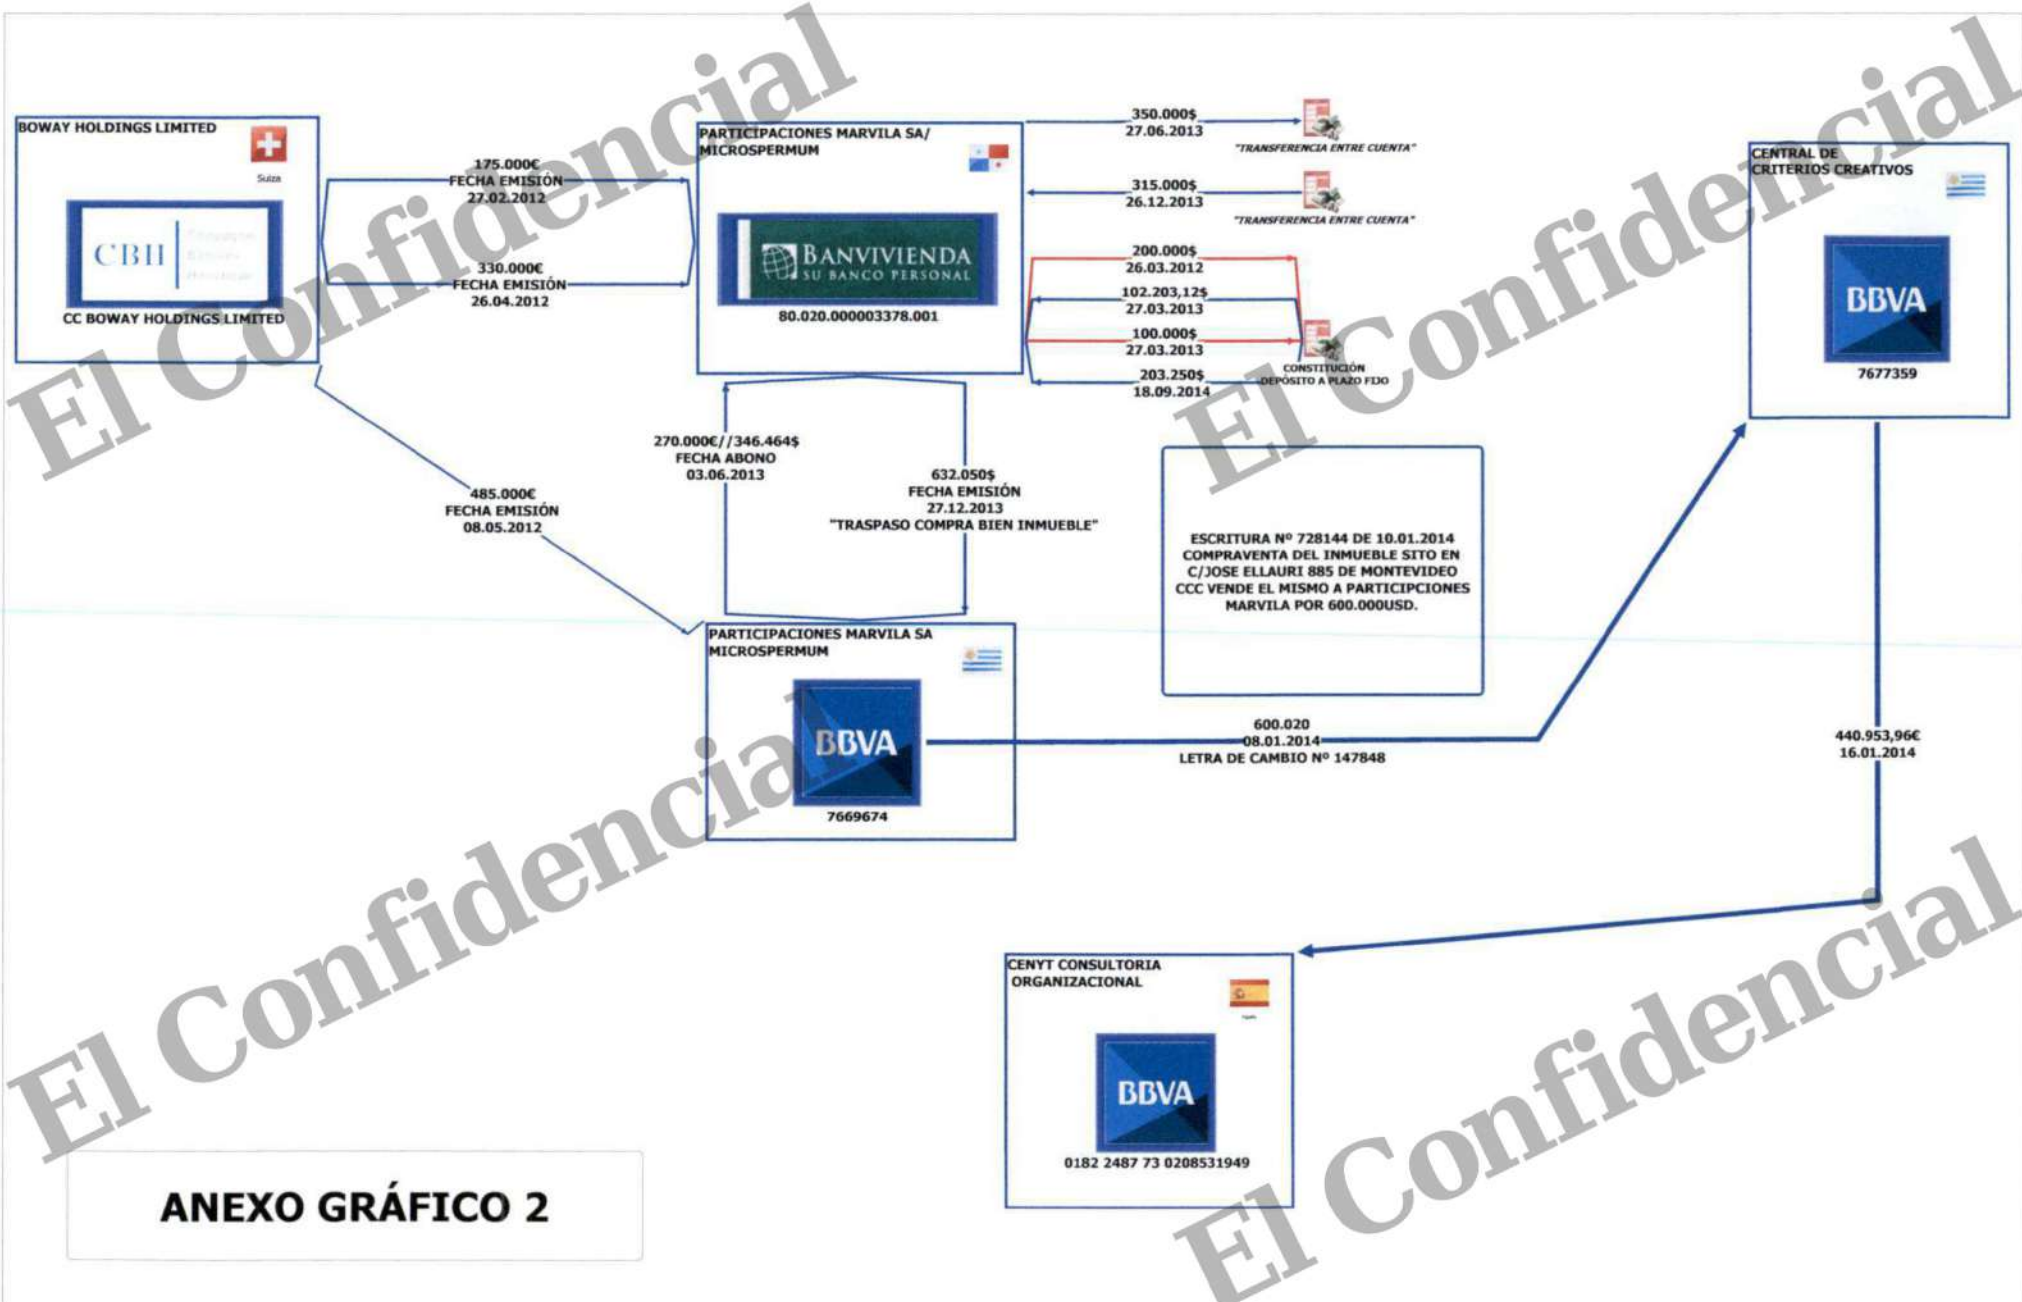 BOWAY HOLDINGS LIMITED
Suiza
CBH
CC BOWAY HOLDINGS LIMITED
175.000€
FECHA EMISIÓN
27.02.2012
330.000€
FECHA EMISIÓN
26.04.2012
PARTICIPACIONES MARVILA SA/
MICROSPERMUM
BANVIVIENDA
SU BANCO PERSONAL
80.020.000003378.001
350.000$
27.06.2013
"TRANSFERENCIA ENTRE CUENTA"
315.000$
26.12.2013
"TRANSFERENCIA ENTRE CUENTA"
200.000$
26.03.2012
102.203,12$
27.03.2013
100.000$
27.03.2013
203.250$
18.09.2014
CONSTITUCIÓN
DEPÓSITO A PLAZO FIJO
CENTRAL DE
CRITERIOS CREATIVOS
BBVA
7677359
485.000€
FECHA EMISIÓN
08.05.2012
270.000€//346.464$
FECHA ABONO
03.06.2013
632.050$
FECHA EMISIÓN
27.12.2013
"TRASPASO COMPRA BIEN INMUEBLE"
ESCRITURA Nº 728144 DE 10.01.2014
COMPRAVENTA DEL INMUEBLE SITO EN
C/JOSE ELLAURI 885 DE MONTEVIDEO
CCC VENDE EL MISMO A PARTICIPCIONES
MARVILA POR 600.000USD.
PARTICIPACIONES MARVILA SA
MICROSPERMUM
BBVA
7669674
600.020
08.01.2014
LETRA DE CAMBIO Nº 147848
440.953,96€
16.01.2014
CENYT CONSULTORIA
ORGANIZACIONAL
BBVA
0182 2487 73 0208531949
ANEXO GRÁFICO 2
El Confidencial
El Confidencial
El Confidencial
El Confidencial